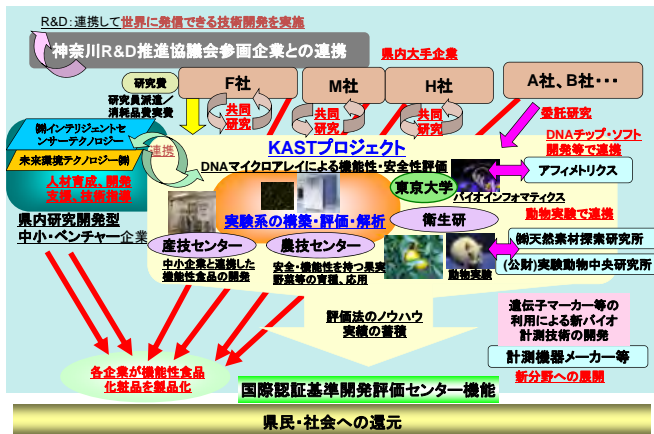 R&D:連携して世界に発信できる技術開発を実施
神奈川R&D推進協議会参画企業との連携
県内大手企業
研究費
研究員派遣／
消耗品費実費
F社
M社
H社
A社、B社・・・
共同
研究
共同
研究
共同
研究
委託研究
㈱インテリジェントセ
ンサーテクノロジー
未来環境テクノロジー㈱
連携
人材育成、開発
支援、技術指導
県内研究開発型
中小・ベンチャー企業
KASTプロジェクト
DNAマイクロアレイによる機能性・安全性評価
東京大学
バイオインフォマティクス
DNAチップ・ソフト
開発等で連携
アフィメトリクス
実験系の構築・評価・解析
衛生研
動物実験で連携
産技センター
農技センター
中小企業と連携した
機能性食品の開発
安全・機能性を持つ果実
野菜等の育種、応用
動物実験
㈱天然素材探索研究所
(公財)実験動物中央研究所
評価法のノウハウ
実績の蓄積
遺伝子マーカー等の
利用による新バイオ
計測技術の開発
計測機器メーカー等
新分野への展開
各企業が機能性食品
化粧品を製品化
国際認証基準開発評価センター機能
県民・社会への還元